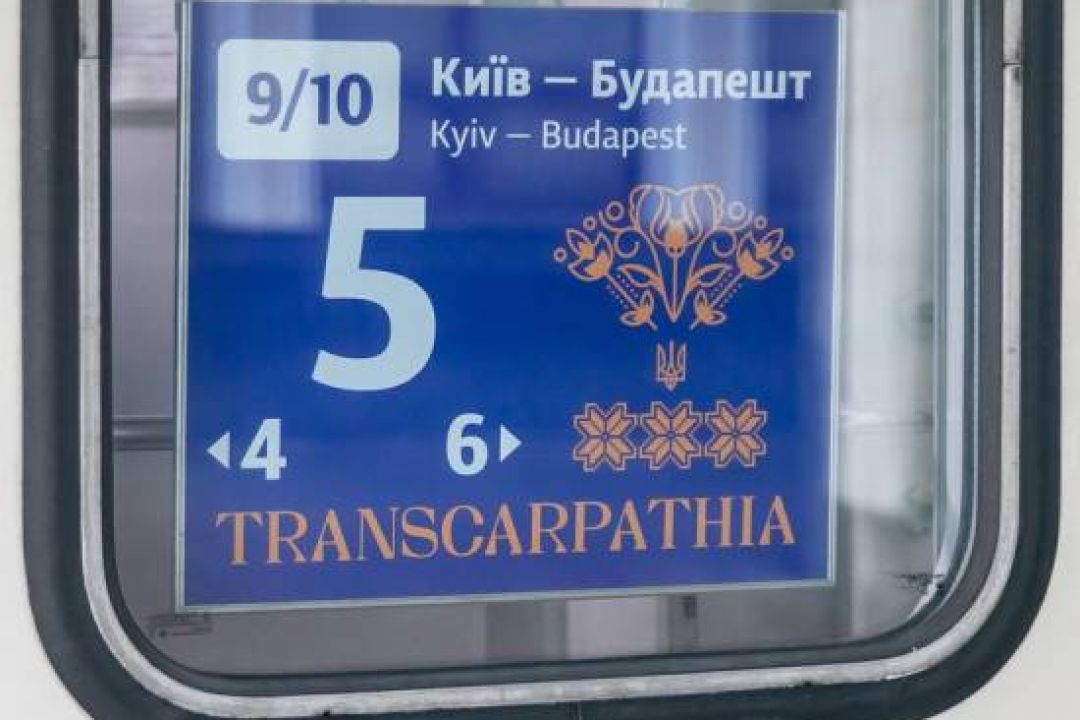 9/10
Київ — Будапешт
Kyiv — Budapest
5
4
6
TRANSCARPATHIA